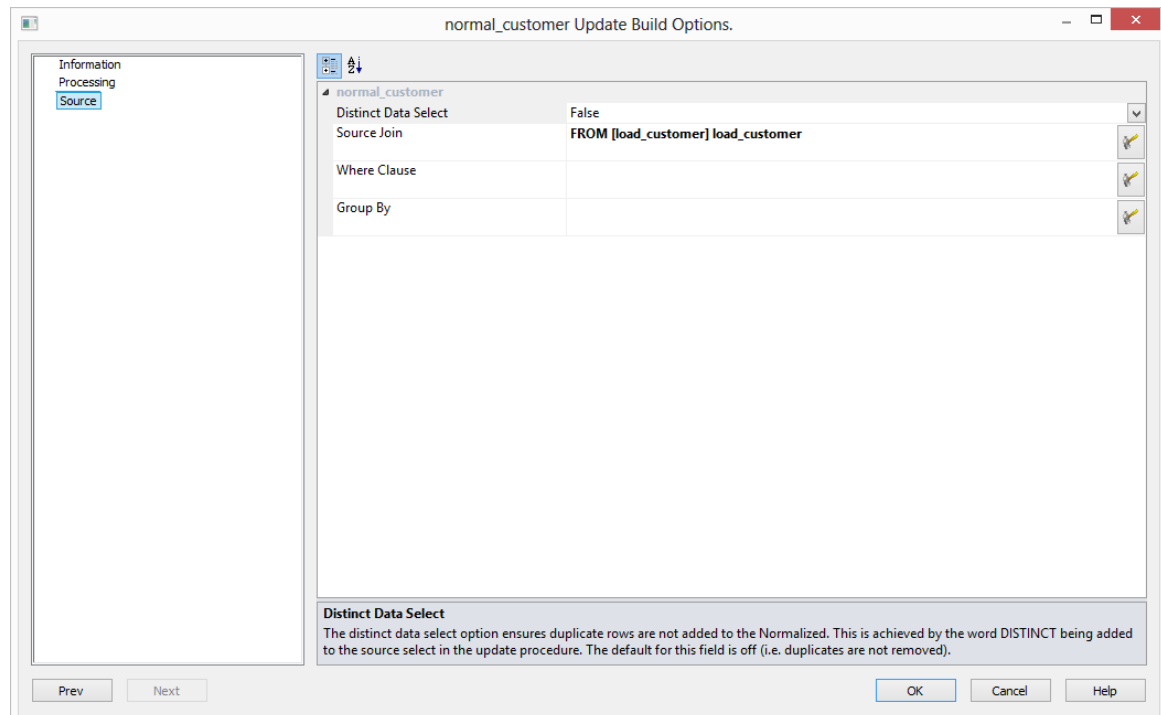 normal_customer Update Build Options.
Information
Processing
Source
normal_customer
Distinct Data Select False
Source Join FROM [load_customer] load_customer
Where Clause
Group By
Distinct Data Select
The distinct data select option ensures duplicate rows are not added to the Normalized. This is achieved by the word DISTINCT being added
to the source select in the update procedure. The default for this field is off (i.e. duplicates are not removed).
Prev Next OK Cancel Help